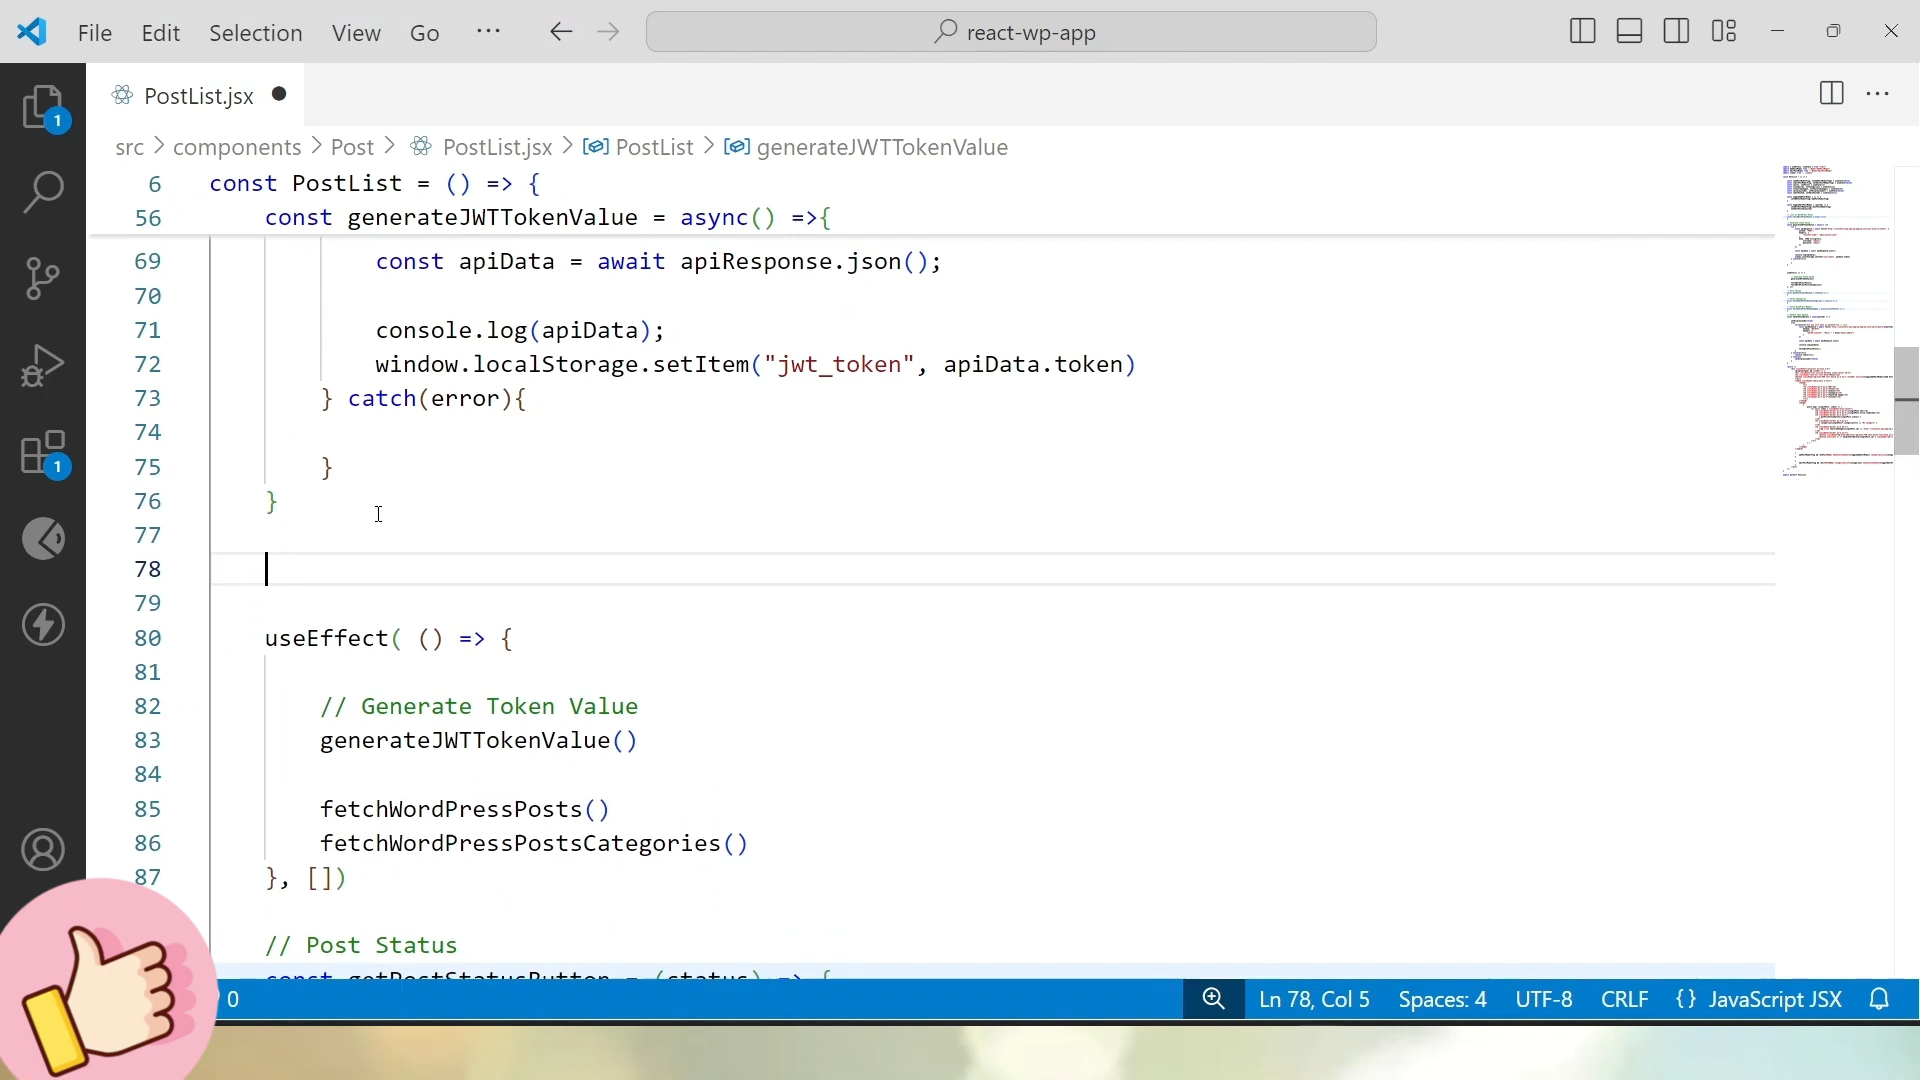 File Edit Selection View Go ··· react-wp-app
PostList.jsx
src > components > Post > PostList.jsx > PostList > generateJWTTokenValue
6 const PostList = () => {
56 const generateJWTTokenValue = async() =>{
69 const apiData = await apiResponse.json();
70
71 console.log(apiData);
72 window.localStorage.setItem("jwt_token", apiData.token)
73 } catch(error){
74
75 }
76 }
77
78
79
80 useEffect( () => {
81
82 // Generate Token Value
83 generateJWTTokenValue()
84
85 fetchWordPressPosts()
86 fetchWordPressPostsCategories()
87 }, [])
// Post Status
const getPostStatusButton = (status) => {
1
1
0 Ln 78, Col 5 Spaces: 4 UTF-8 CRLF {} JavaScript JSX